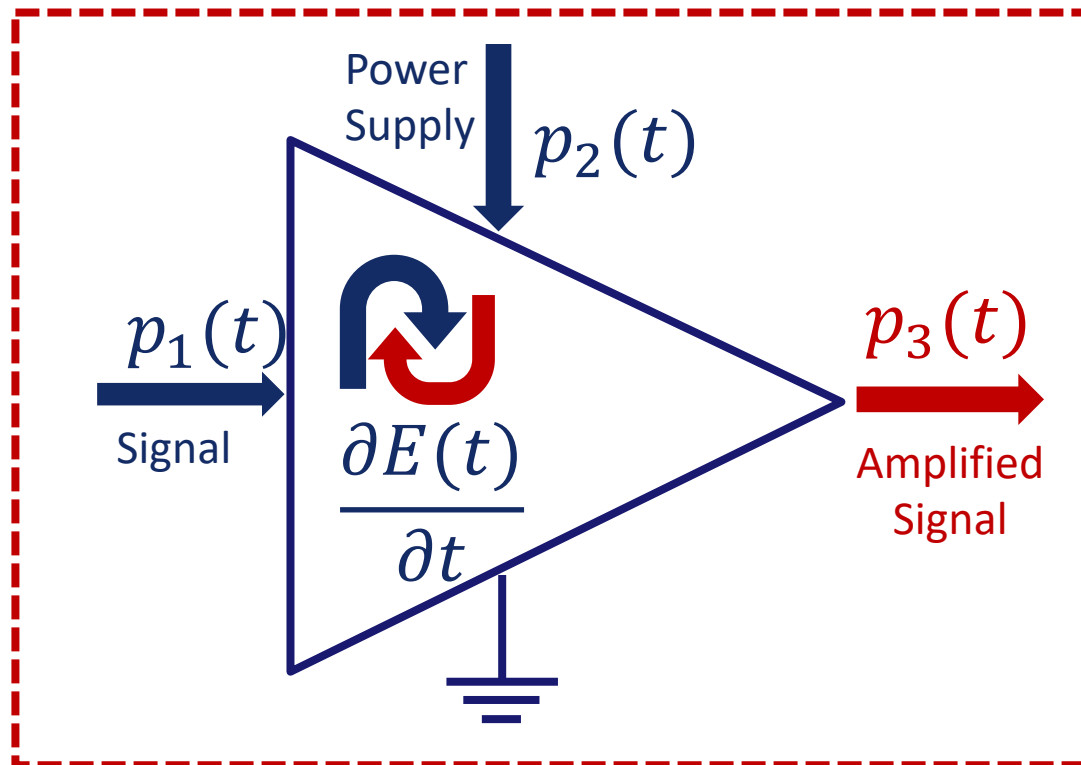 Power
Supply
p₂(t)
p₁(t)
Signal
∂E(t)
∂t
p₃(t)
Amplified
Signal